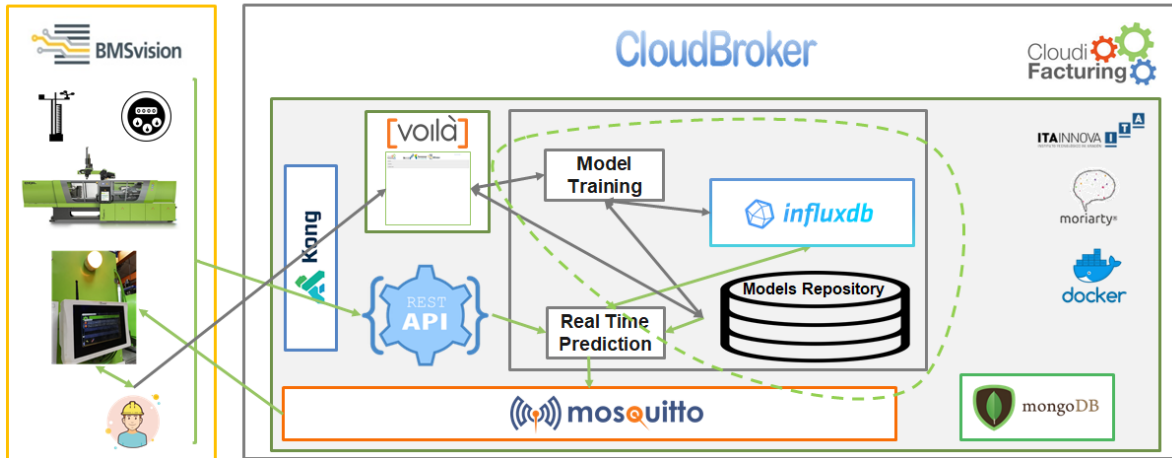 BMSvision
CloudBroker
Cloudi
Facturing
[voilà]
Model
Training
influxdb
Kong
{REST
API}
Models Repository
Real Time
Prediction
mosquitto
ITAINNOVA ITA
moriarty
docker
mongoDB